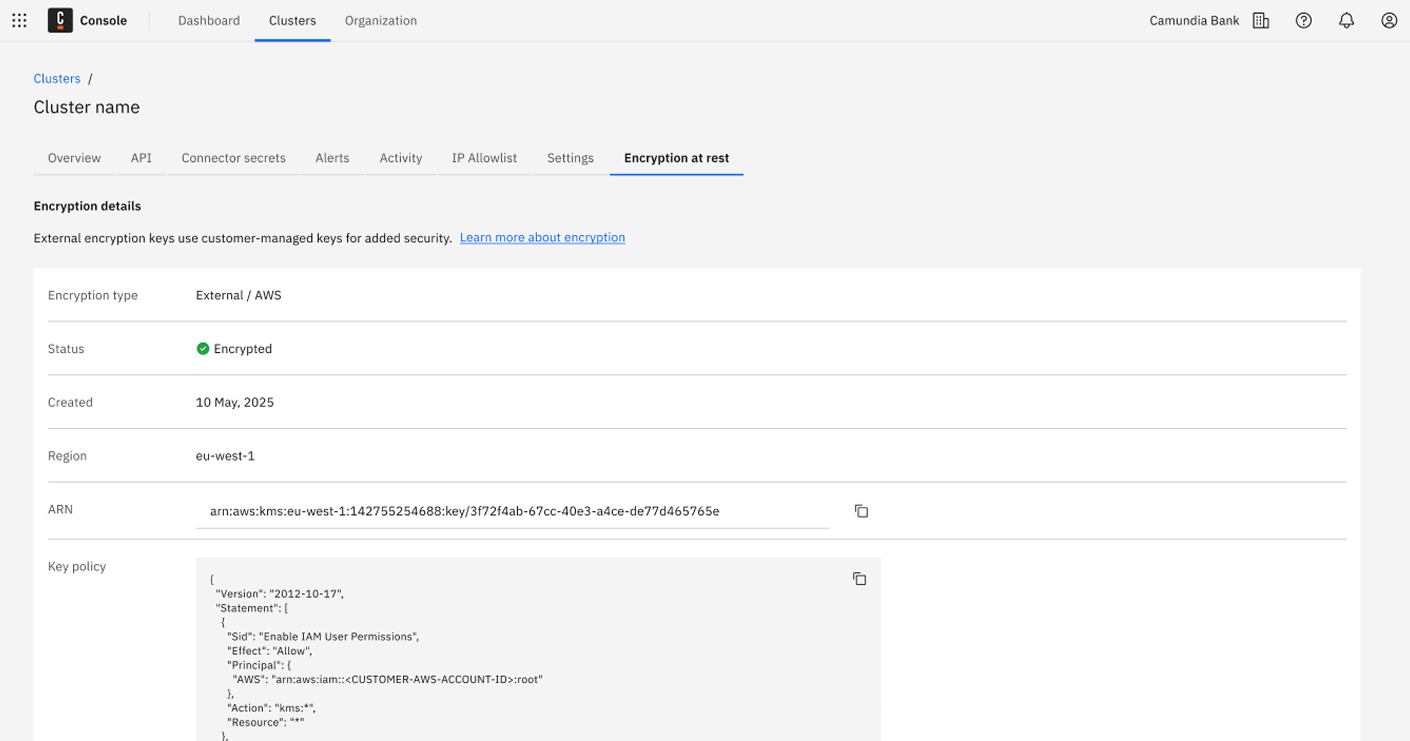 C Console Dashboard Clusters Organization Camundia Bank
Clusters /
Cluster name
Overview API Connector secrets Alerts Activity IP Allowlist Settings Encryption at rest
Encryption details
External encryption keys use customer-managed keys for added security. Learn more about encryption
Encryption type External / AWS
Status Encrypted
Created 10 May, 2025
Region eu-west-1
ARN arn:aws:kms:eu-west-1:142755254688:key/3f72f4ab-67cc-40e3-a4ce-de77d465765e
Key policy
{
"Version": "2012-10-17",
"Statement": [
{
"Sid": "Enable IAM User Permissions",
"Effect": "Allow",
"Principal": {
"AWS": "arn:aws:iam::<CUSTOMER-AWS-ACCOUNT-ID>:root"
},
"Action": "kms:*",
"Resource": "*"
},